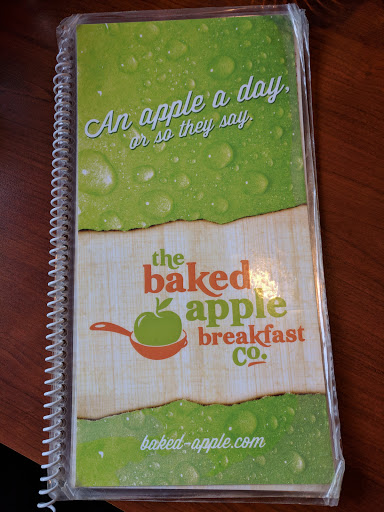 An apple a day,
or so they say.
the
baked
apple
breakfast
co.
baked-apple.com